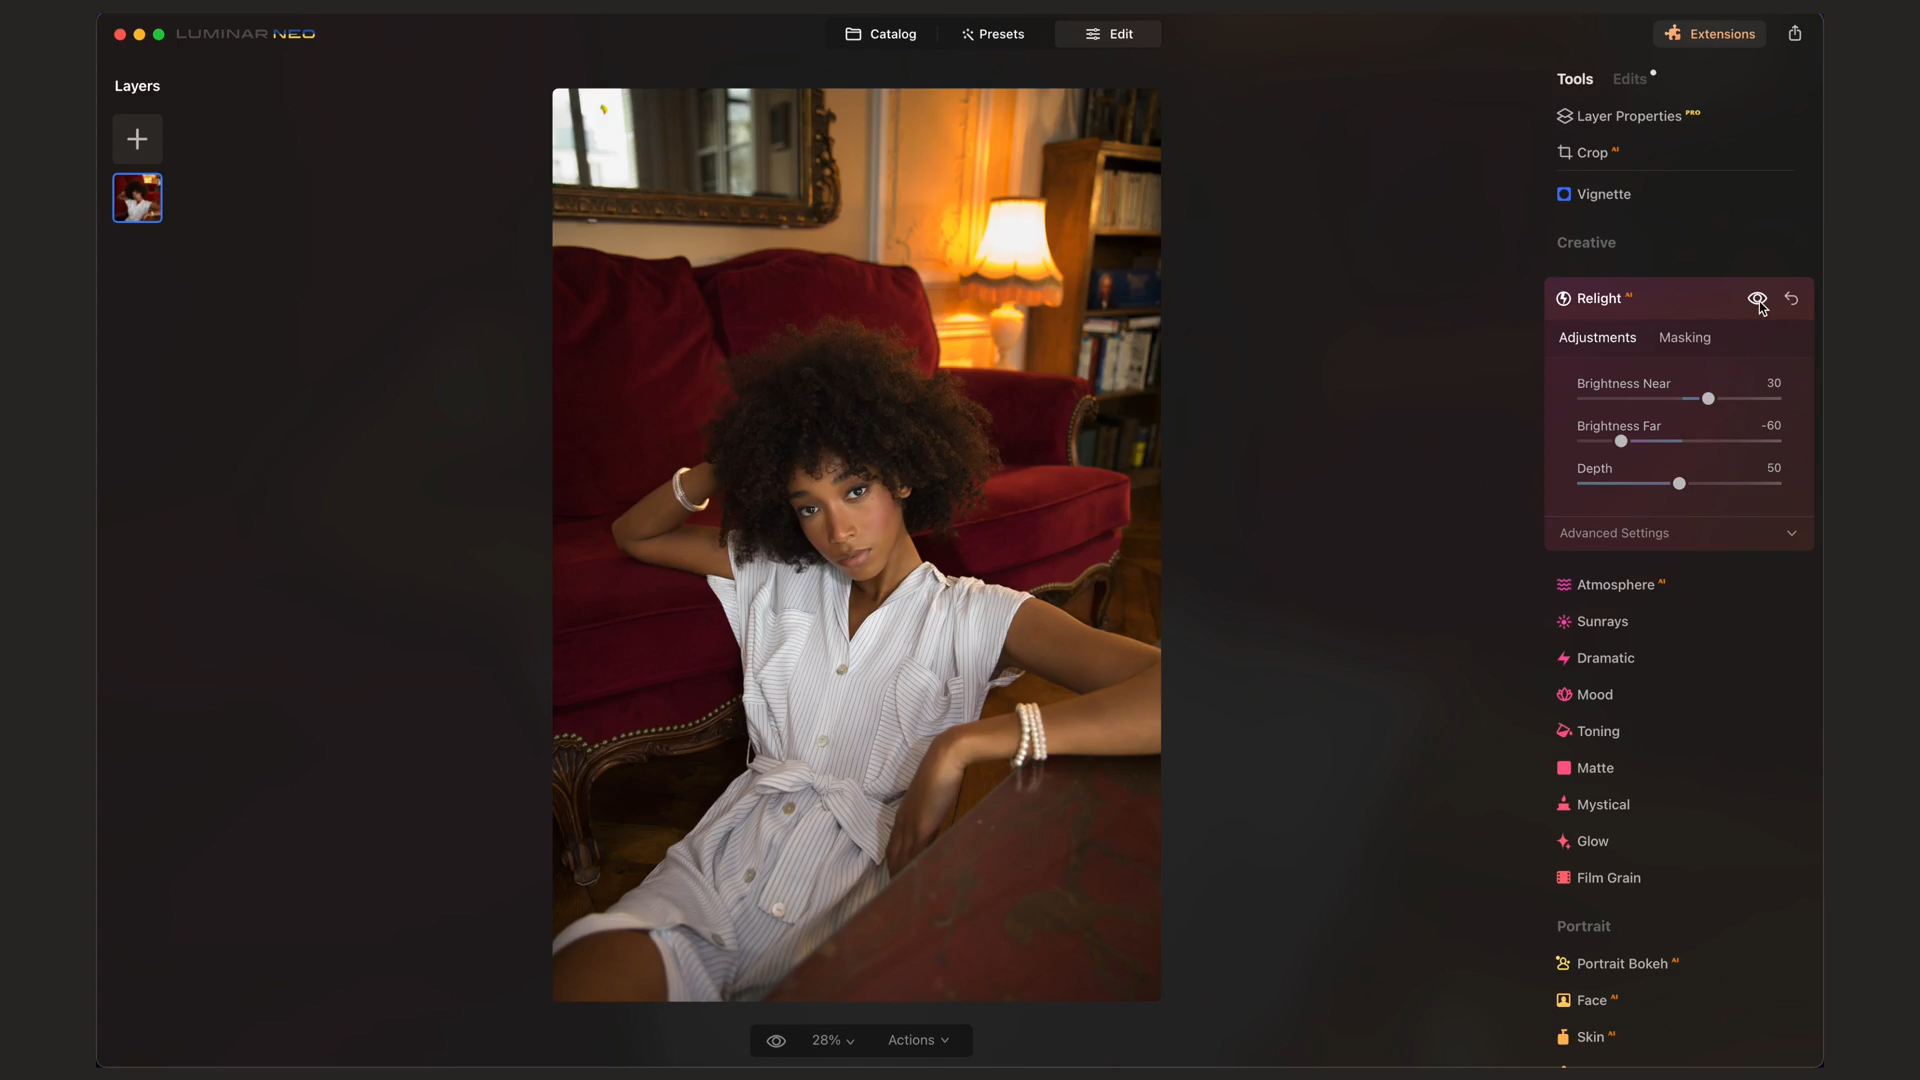 LUMINAR NEO
Catalog
Presets
Edit
Extensions
Layers
Tools
Edits
Layer Properties PRO
Crop AI
Vignette
Creative
Relight AI
Adjustments
Masking
Brightness Near 30
Brightness Far -60
Depth 50
Advanced Settings
Atmosphere AI
Sunrays
Dramatic
Mood
Toning
Matte
Mystical
Glow
Film Grain
Portrait
Portrait Bokeh AI
Face AI
Skin AI
28%
Actions